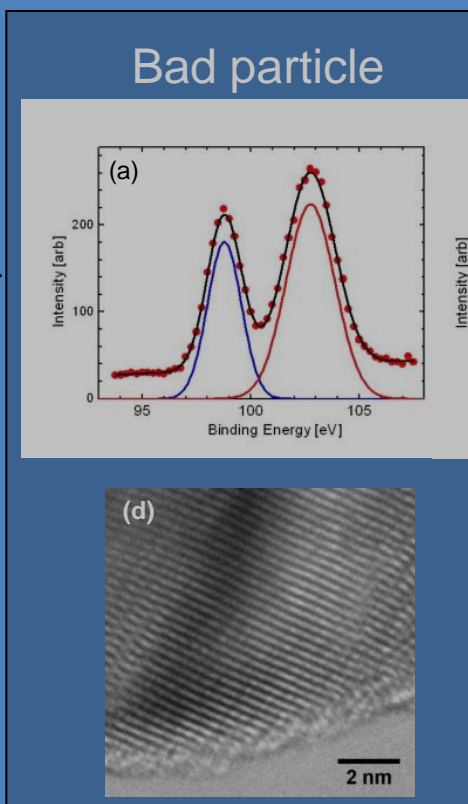 Bad particle
(a)
Intensity [arb]
200
100
0
95
100
105
Binding Energy [eV]
Intensity [arb]
(d)
2 nm